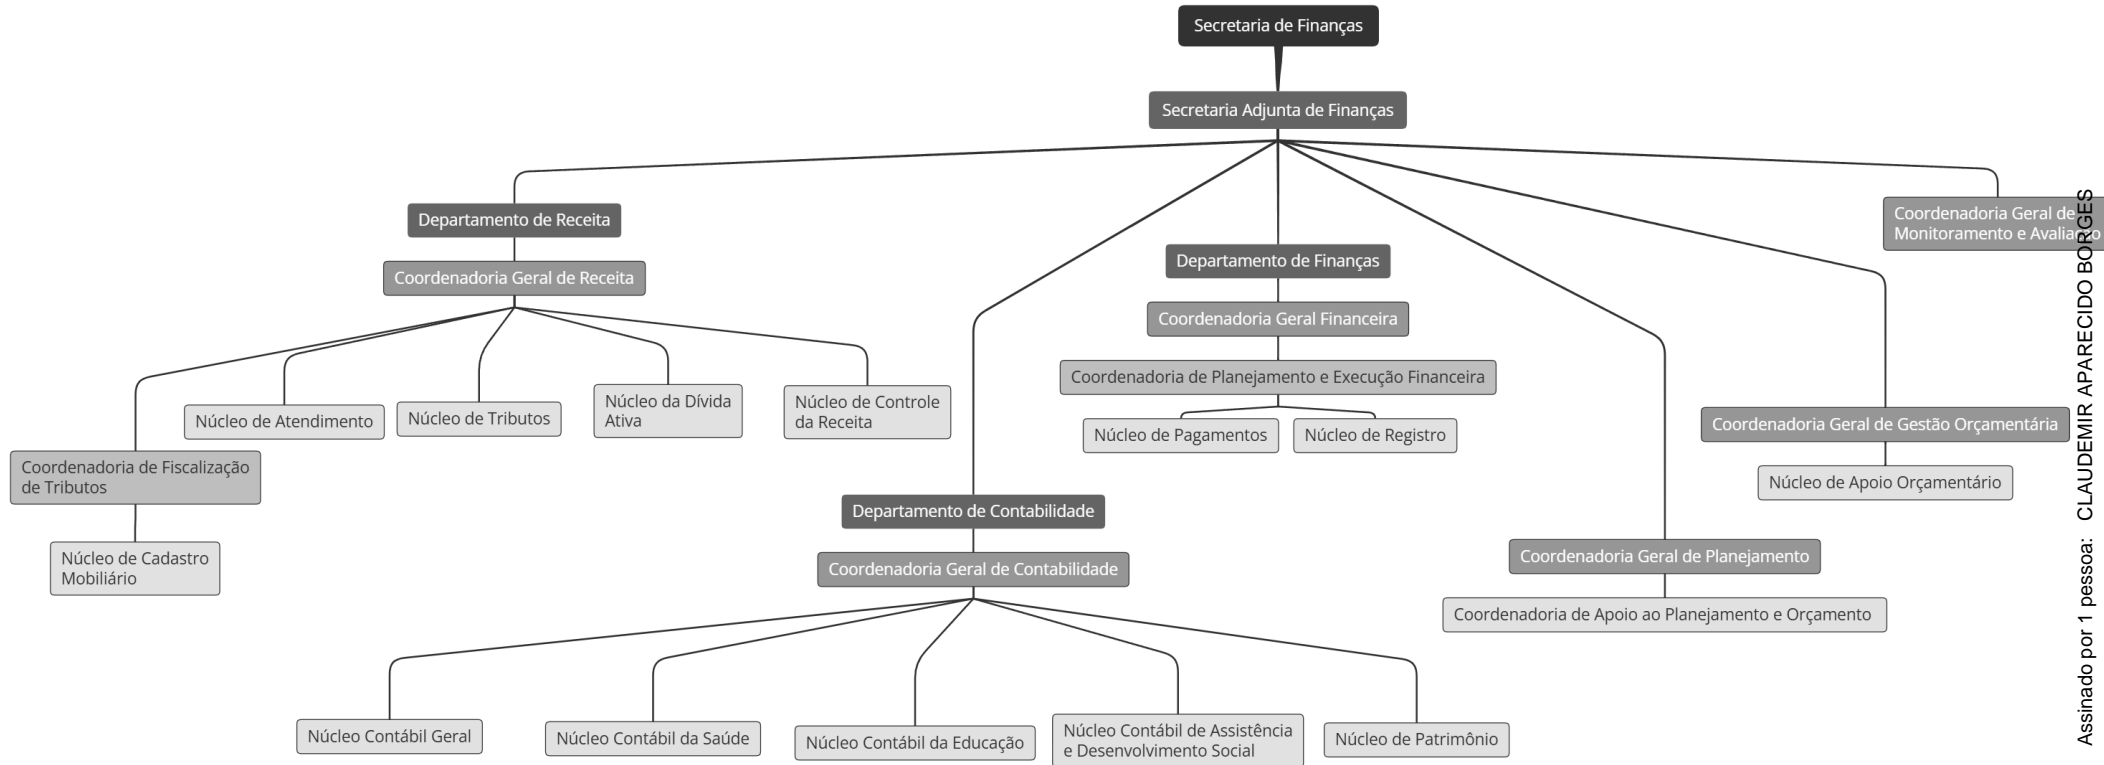 Secretaria de Finanças
Secretaria Adjunta de Finanças
Departamento de Receita
Coordenadoria Geral de Receita
Coordenadoria de Fiscalização
de Tributos
Núcleo de Cadastro
Mobiliário
Núcleo de Atendimento
Núcleo de Tributos
Núcleo da Dívida
Ativa
Núcleo de Controle
da Receita
Departamento de Contabilidade
Coordenadoria Geral de Contabilidade
Núcleo Contábil Geral
Núcleo Contábil da Saúde
Núcleo Contábil da Educação
Núcleo Contábil de Assistência
e Desenvolvimento Social
Núcleo de Patrimônio
Departamento de Finanças
Coordenadoria Geral Financeira
Coordenadoria de Planejamento e Execução Financeira
Núcleo de Pagamentos
Núcleo de Registro
Coordenadoria Geral de Planejamento
Coordenadoria de Apoio ao Planejamento e Orçamento
Coordenadoria Geral de Gestão Orçamentária
Núcleo de Apoio Orçamentário
Coordenadoria Geral de
Monitoramento e Avaliação
Assinado por 1 pessoa: CLAUDEMIR APARECIDO BORGES